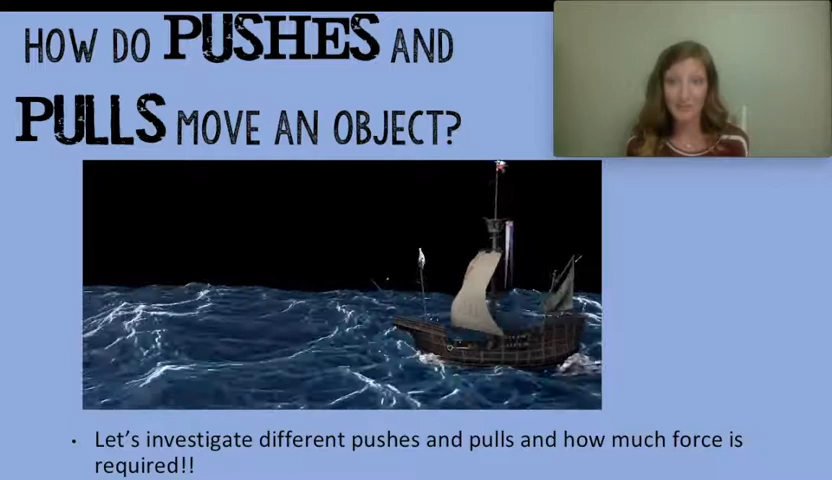 HOW DO PUSHES AND
PULLS MOVE AN OBJECT?
• Let's investigate different pushes and pulls and how much force is
required!!